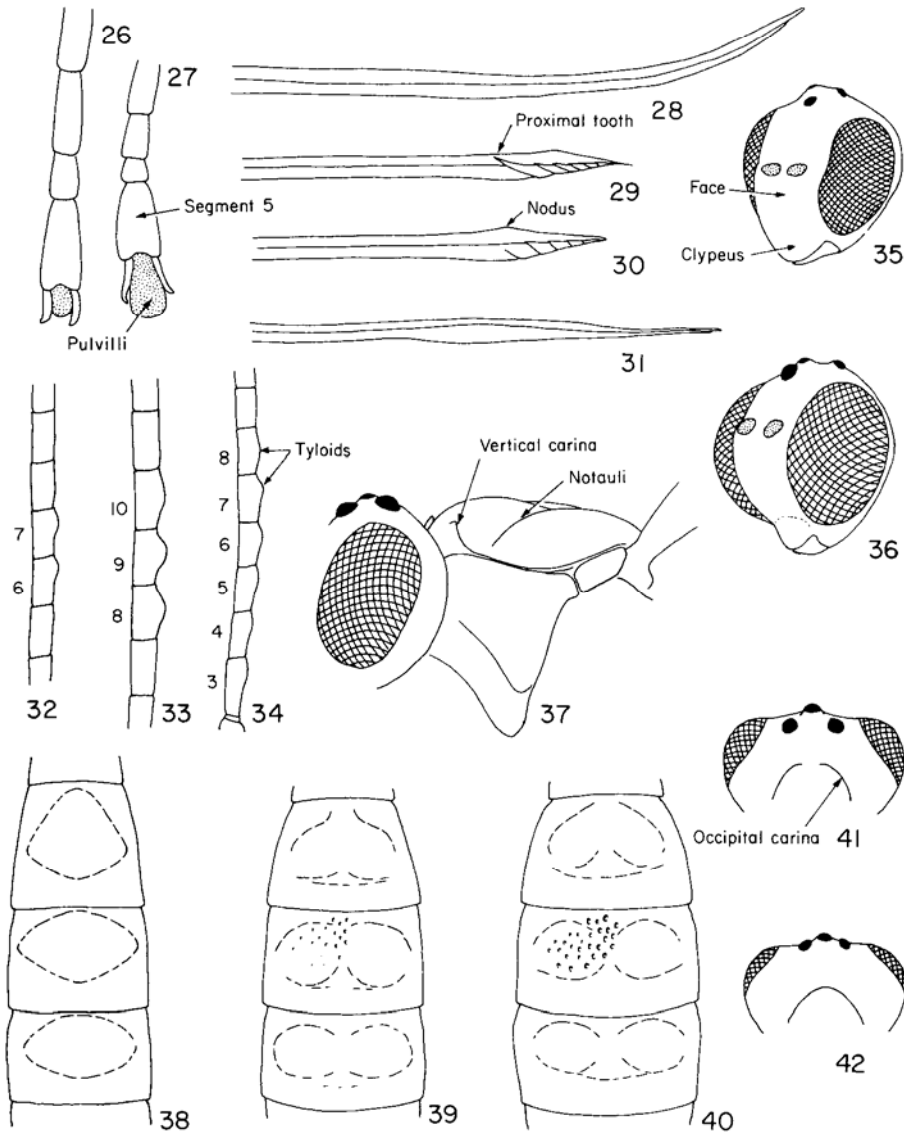 26
27
28
Proximal tooth
29
Segment 5
Nodus
30
Pulvilli
31
Face
Clypeus
35
36
7
6
32
10
9
8
33
8
7
6
5
4
3
34
Tyloids
Vertical carina
Notauli
37
38
39
40
Occipital carina
41
42